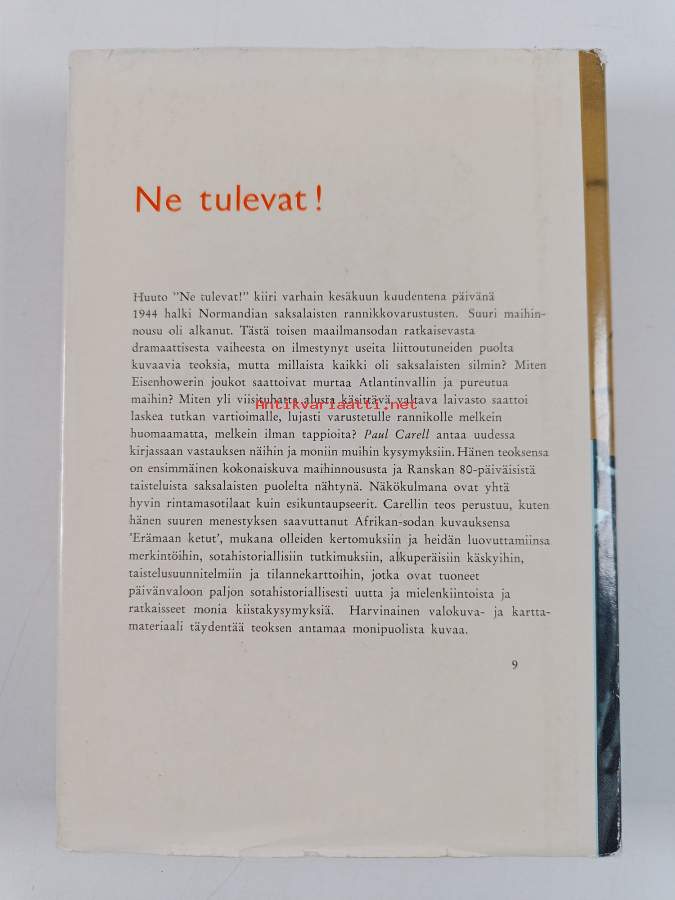 Ne tulevat!
Huuto ”Ne tulevat!” kiiri varhain kesäkuun kuudentena päivänä
1944 halki Normandian saksalaisten rannikkovarustusten. Suuri maihin-
nousu oli alkanut. Tästä toisen maailmansodan ratkaisevasta
dramaattisesta vaiheesta on ilmestynyt useita liittoutuneiden puolta
kuvaavia teoksia, mutta millaista kaikki oli saksalaisten silmin? Miten
Eisenhowerin joukot saattoivat murtaa Atlantinvallin ja pureutua
maihin? Miten yli viisituhatta alusta käsittävä valtava laivasto saattoi
Antikvariaatti.net
laskea tutkan vartioimalle, lujasti varustetulle rannikolle melkein
huomaamatta, melkein ilman tappioita? Paul Carell antaa uudessa
kirjassaan vastauksen näihin ja moniin muihin kysymyksiin. Hänen teoksensa
on ensimmäinen kokonaiskuva maihinnoususta ja Ranskan 80-päiväisistä
taisteluista saksalaisten puolelta nähtynä. Näkökulmana ovat yhtä
hyvin rintamasotilaat kuin esikuntaupseerit. Carellin teos perustuu, kuten
hänen suuren menestyksen saavuttanut Afrikan-sodan kuvauksensa
'Erämaan ketut', mukana olleiden kertomuksiin ja heidän luovuttamiinsa
merkintöihin, sotahistoriallisiin tutkimuksiin, alkuperäisiin käskyihin,
taistelusuunnitelmiin ja tilannekarttoihin, jotka ovat tuoneet
päivänvaloon paljon sotahistoriallisesti uutta ja mielenkiintoista ja
ratkaisseet monia kiistakysymyksiä. Harvinainen valokuva- ja kartta-
materiaali täydentää teoksen antamaa monipuolista kuvaa.
9